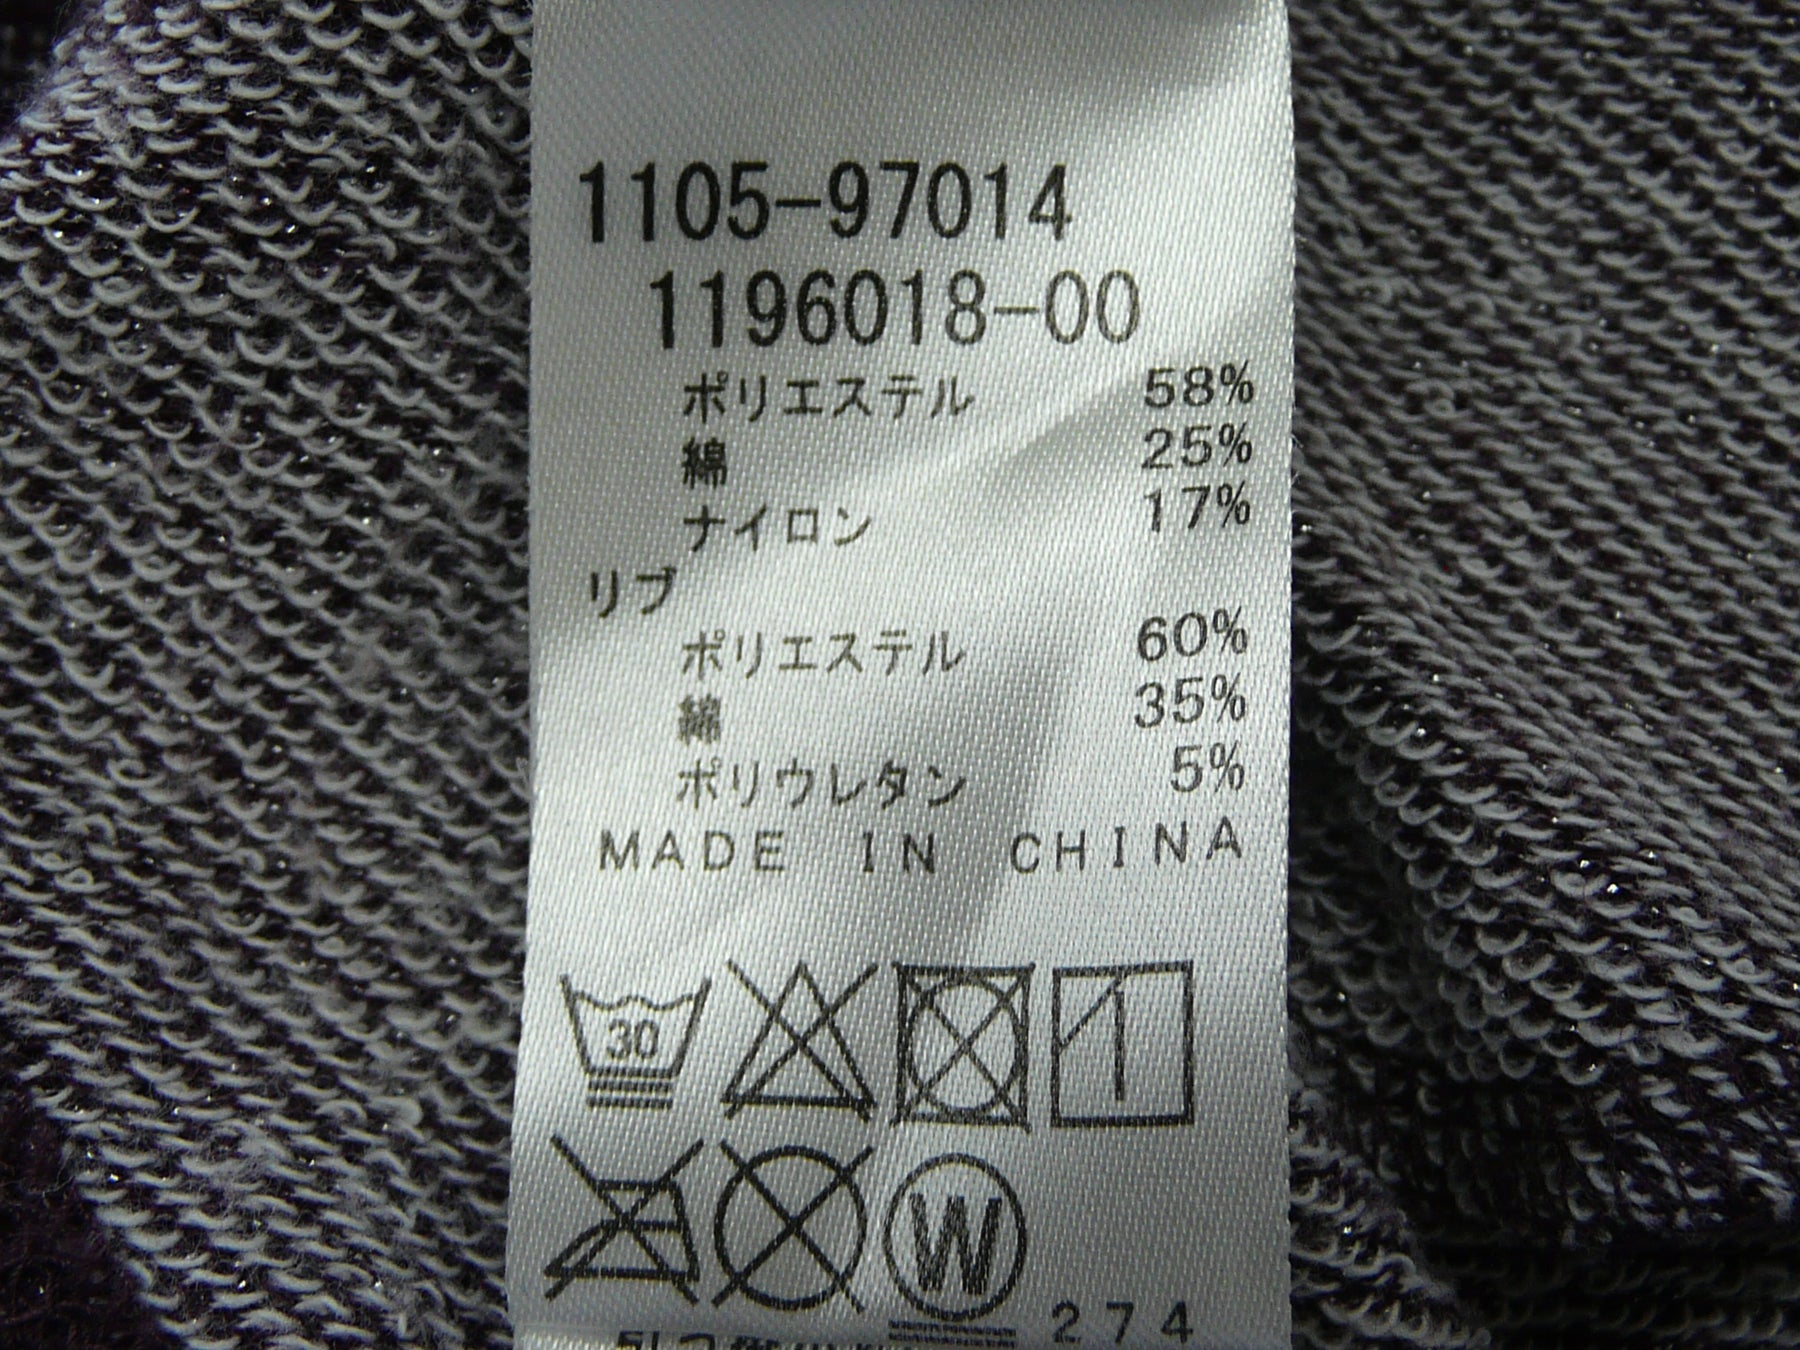 1105-97014
1196018-00
ポリエステル 58%
綿 25%
ナイロン 17%
リブ
ポリエステル 60%
綿 35%
ポリウレタン 5%
MADE IN CHINA
30
W
274